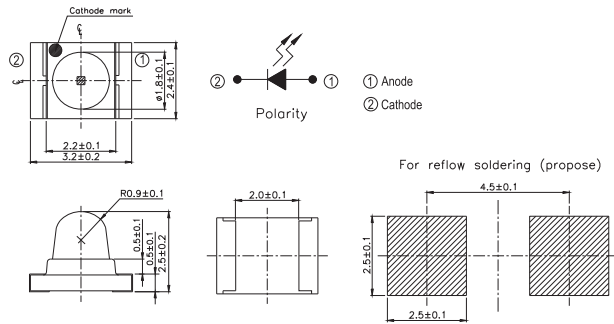 Cathode mark
℄
②
①
℄
ø1.8±0.1
2.4±0.1
2.2±0.1
3.2±0.2
② ①
Polarity
① Anode
② Cathode
R0.9±0.1
0.5±0.1
0.5±0.1
2.5±0.2
2.0±0.1
For reflow soldering (propose)
4.5±0.1
2.5±0.1
2.5±0.1